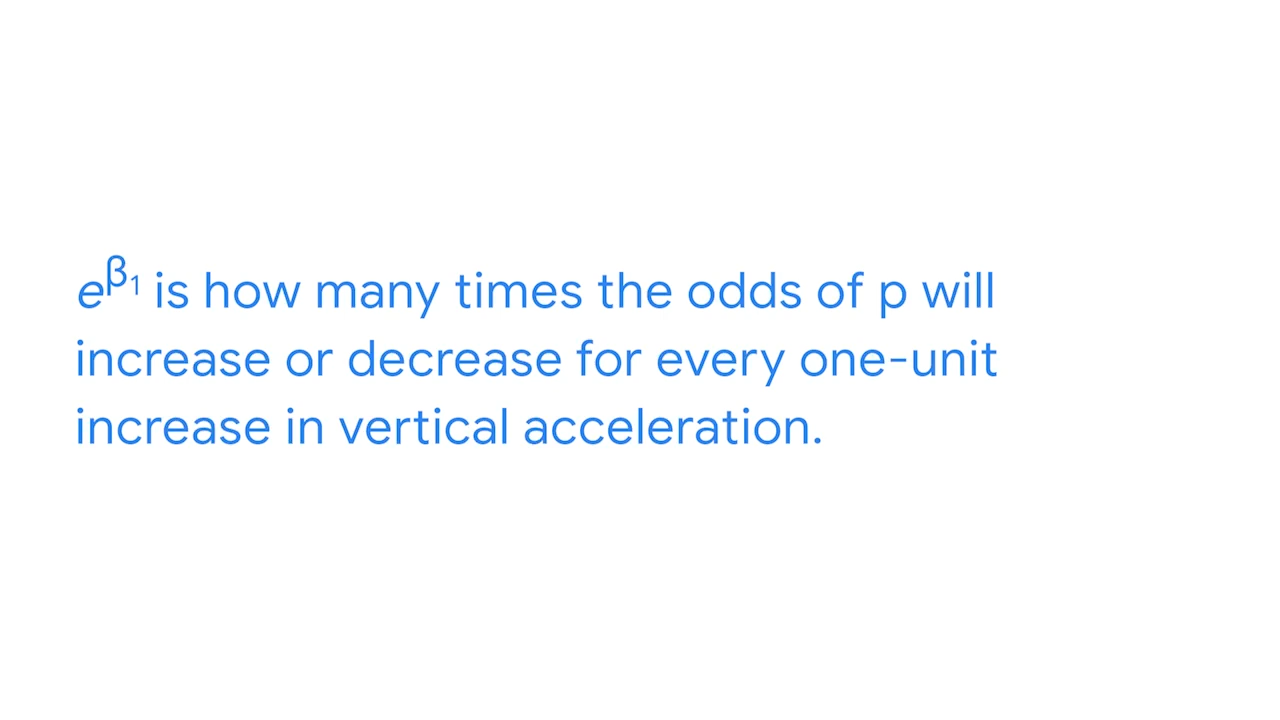 e^β₁ is how many times the odds of p will
increase or decrease for every one-unit
increase in vertical acceleration.